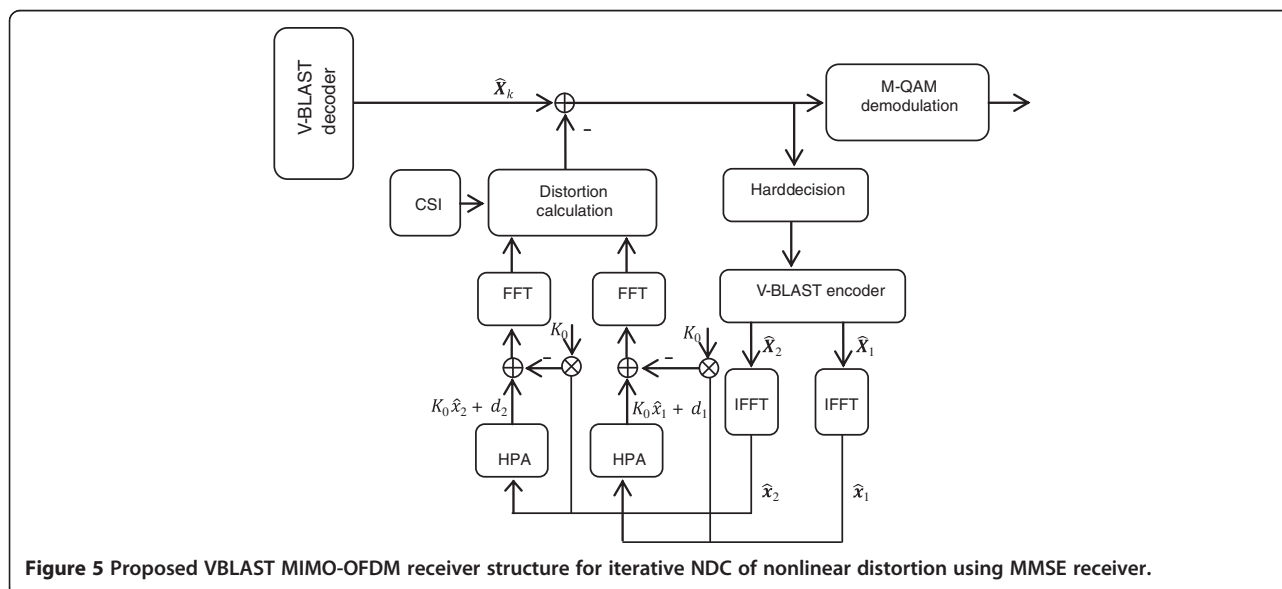 V-BLAST
decoder
X̂k
M-QAM
demodulation
-
CSI
Distortion
calculation
Harddecision
FFT
FFT
V-BLAST encoder
K0
K0
X̂2
X̂1
-
-
K0x̂2 + d2
K0x̂1 + d1
IFFT
IFFT
HPA
HPA
x̂2
x̂1
Figure 5 Proposed VBLAST MIMO-OFDM receiver structure for iterative NDC of nonlinear distortion using MMSE receiver.